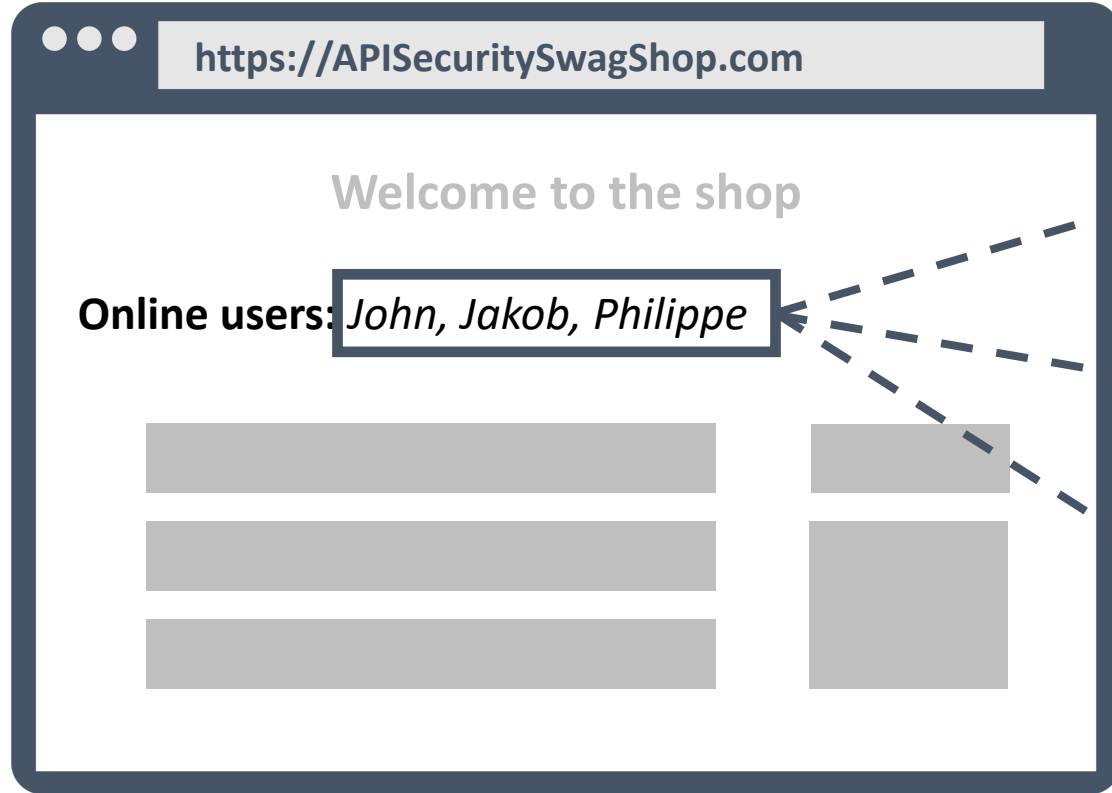 https://APISecuritySwagShop.com
Welcome to the shop
Online users: John, Jakob, Philippe